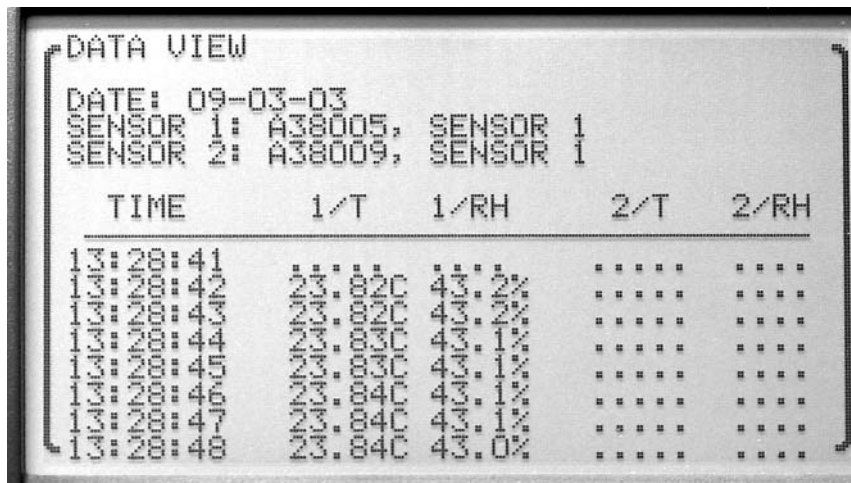 DATA VIEW
DATE: 09-03-03
SENSOR 1: A38005, SENSOR 1
SENSOR 2: A38009, SENSOR 1
TIME 1/T 1/RH 2/T 2/RH
13:28:41 ..... .... ..... ....
13:28:42 23.82C 43.2% ..... ....
13:28:43 23.82C 43.2% ..... ....
13:28:44 23.83C 43.1% ..... ....
13:28:45 23.83C 43.1% ..... ....
13:28:46 23.84C 43.1% ..... ....
13:28:47 23.84C 43.1% ..... ....
13:28:48 23.84C 43.0% ..... ....